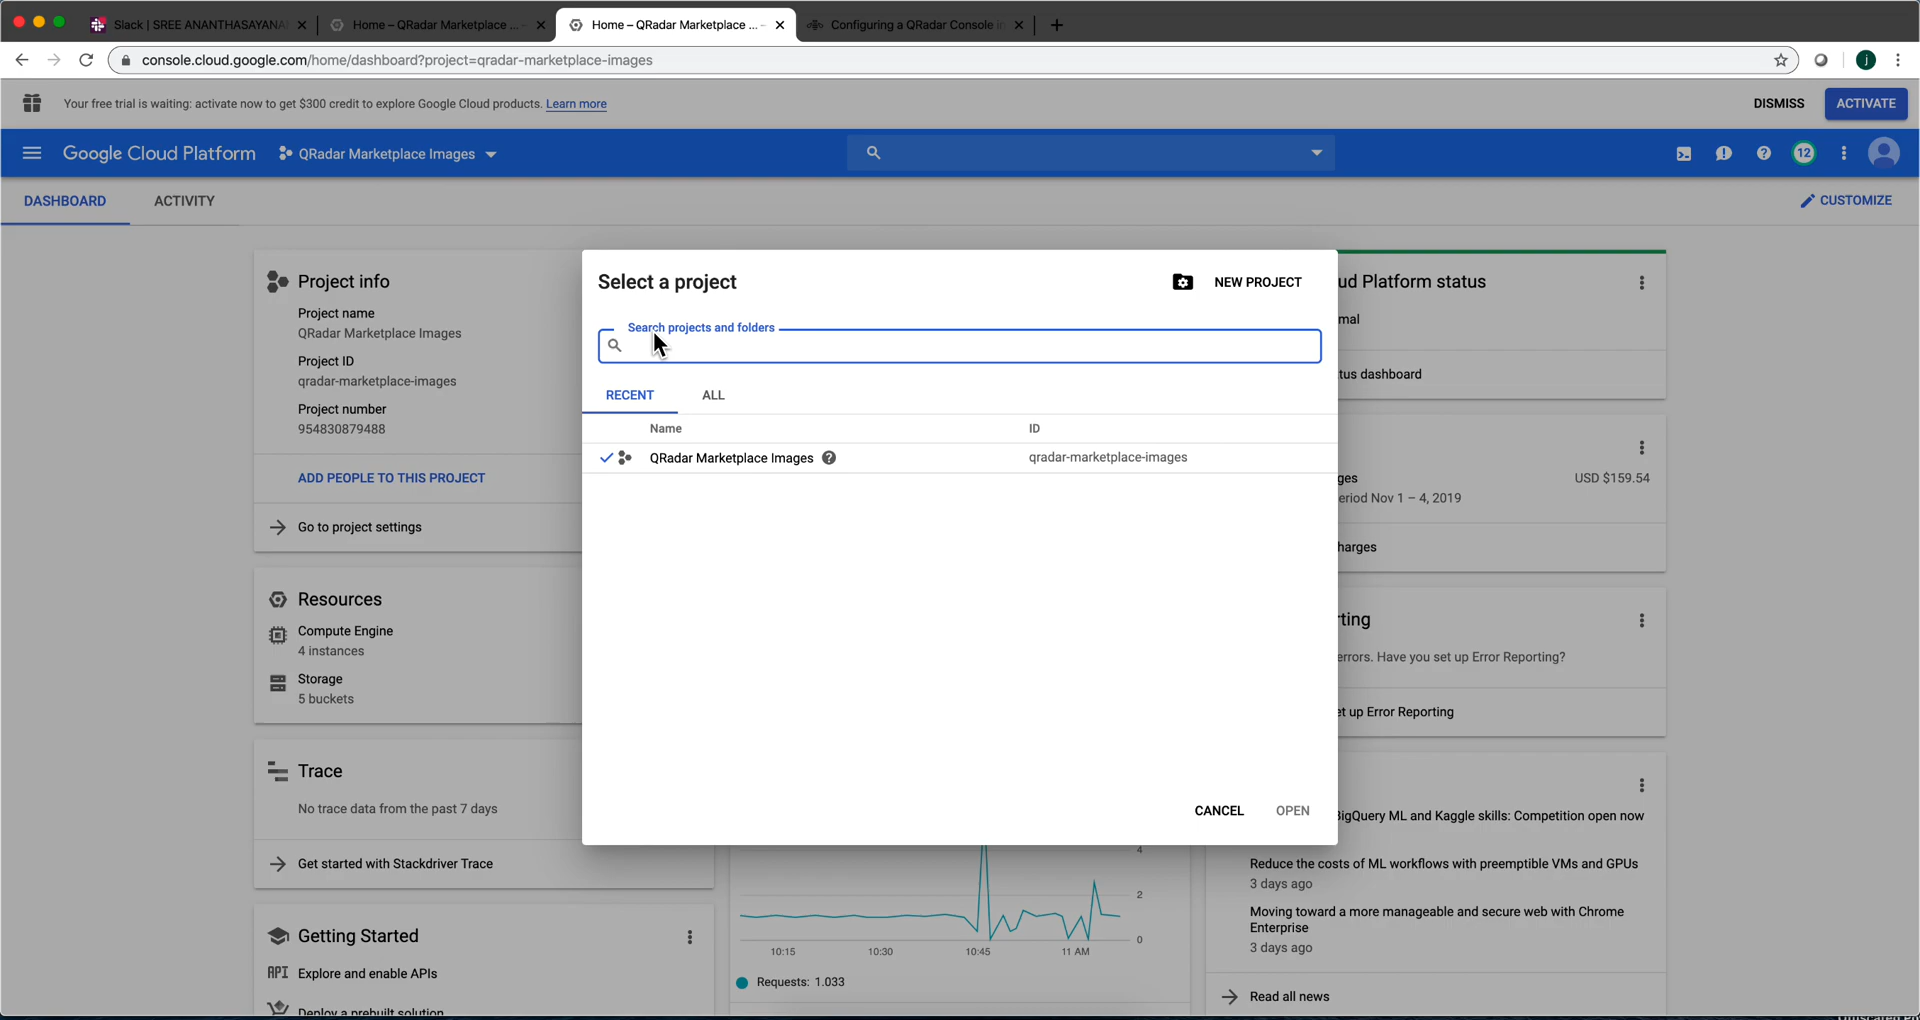 Slack | SREE ANANTHASAYANA
Home – QRadar Marketplace ...
Home – QRadar Marketplace ...
Configuring a QRadar Console in
console.cloud.google.com/home/dashboard?project=qradar-marketplace-images
j
Your free trial is waiting: activate now to get $300 credit to explore Google Cloud products. Learn more
DISMISS
ACTIVATE
Google Cloud Platform
QRadar Marketplace Images
12
DASHBOARD
ACTIVITY
CUSTOMIZE
Project info
Project name
QRadar Marketplace Images
Project ID
qradar-marketplace-images
Project number
954830879488
ADD PEOPLE TO THIS PROJECT
Go to project settings
Resources
Compute Engine
4 instances
Storage
5 buckets
Trace
No trace data from the past 7 days
Get started with Stackdriver Trace
Getting Started
API Explore and enable APIs
Deploy a prebuilt solution
Select a project
NEW PROJECT
Search projects and folders
RECENT
ALL
Name
ID
QRadar Marketplace Images
qradar-marketplace-images
CANCEL
OPEN
4
2
0
10:15
10:30
10:45
11 AM
Requests: 1.033
ud Platform status
mal
tus dashboard
ges
USD $159.54
eriod Nov 1 – 4, 2019
harges
rting
errors. Have you set up Error Reporting?
et up Error Reporting
BigQuery ML and Kaggle skills: Competition open now
Reduce the costs of ML workflows with preemptible VMs and GPUs
3 days ago
Moving toward a more manageable and secure web with Chrome
Enterprise
3 days ago
Read all news